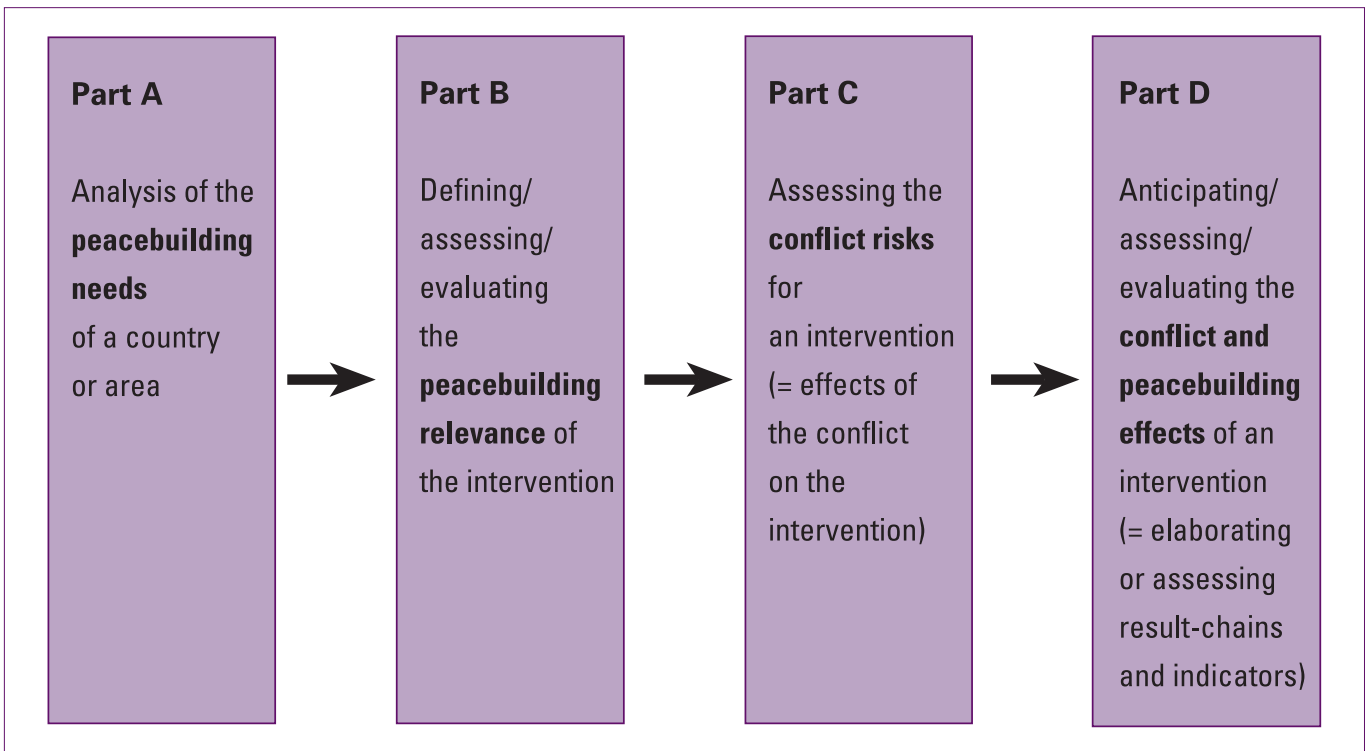 Part A
Analysis of the
peacebuilding
needs
of a country
or area
Part B
Defining/
assessing/
evaluating
the
peacebuilding
relevance of
the intervention
Part C
Assessing the
conflict risks
for
an intervention
(= effects of
the conflict
on the
intervention)
Part D
Anticipating/
assessing/
evaluating the
conflict and
peacebuilding
effects of an
intervention
(= elaborating
or assessing
result-chains
and indicators)